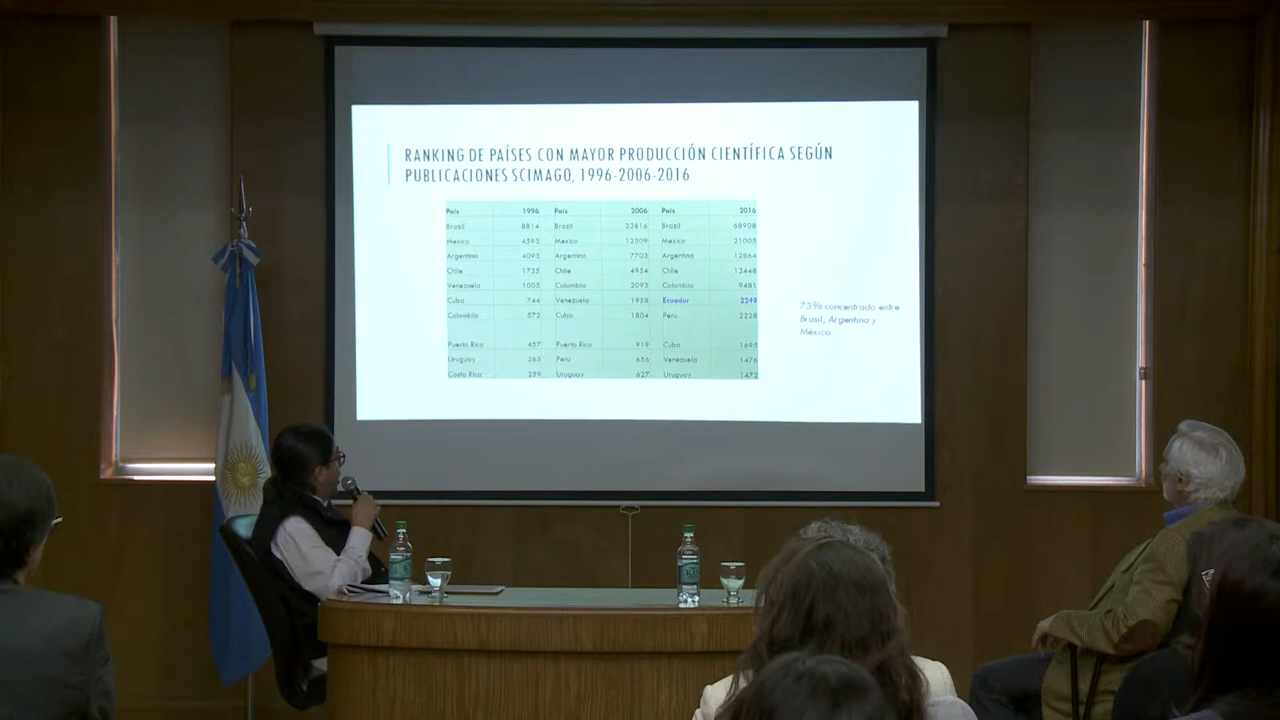 RANKING DE PAÍSES CON MAYOR PRODUCCIÓN CIENTÍFICA SEGÚN
PUBLICACIONES SCIMAGO, 1996-2006-2016
País 1996 País 2006 País 2016
Brazil 8814 Brazil 33816 Brazil 68908
Mexico 4593 Mexico 12509 Mexico 21005
Argentina 4093 Argentina 7703 Argentina 12864
Chile 1735 Chile 4954 Chile 12448
Venezuela 1005 Colombia 2093 Colombia 9481
Cuba 744 Venezuela 1958 Ecuador 2249
Colombia 572 Cuba 1804 Peru 2228
Puerto Rico 457 Puerto Rico 919 Cuba 1695
Uruguay 263 Peru 656 Venezuela 1476
Costa Rica 259 Uruguay 627 Uruguay 1472
73% concentrado entre
Brasil, Argentina y
México